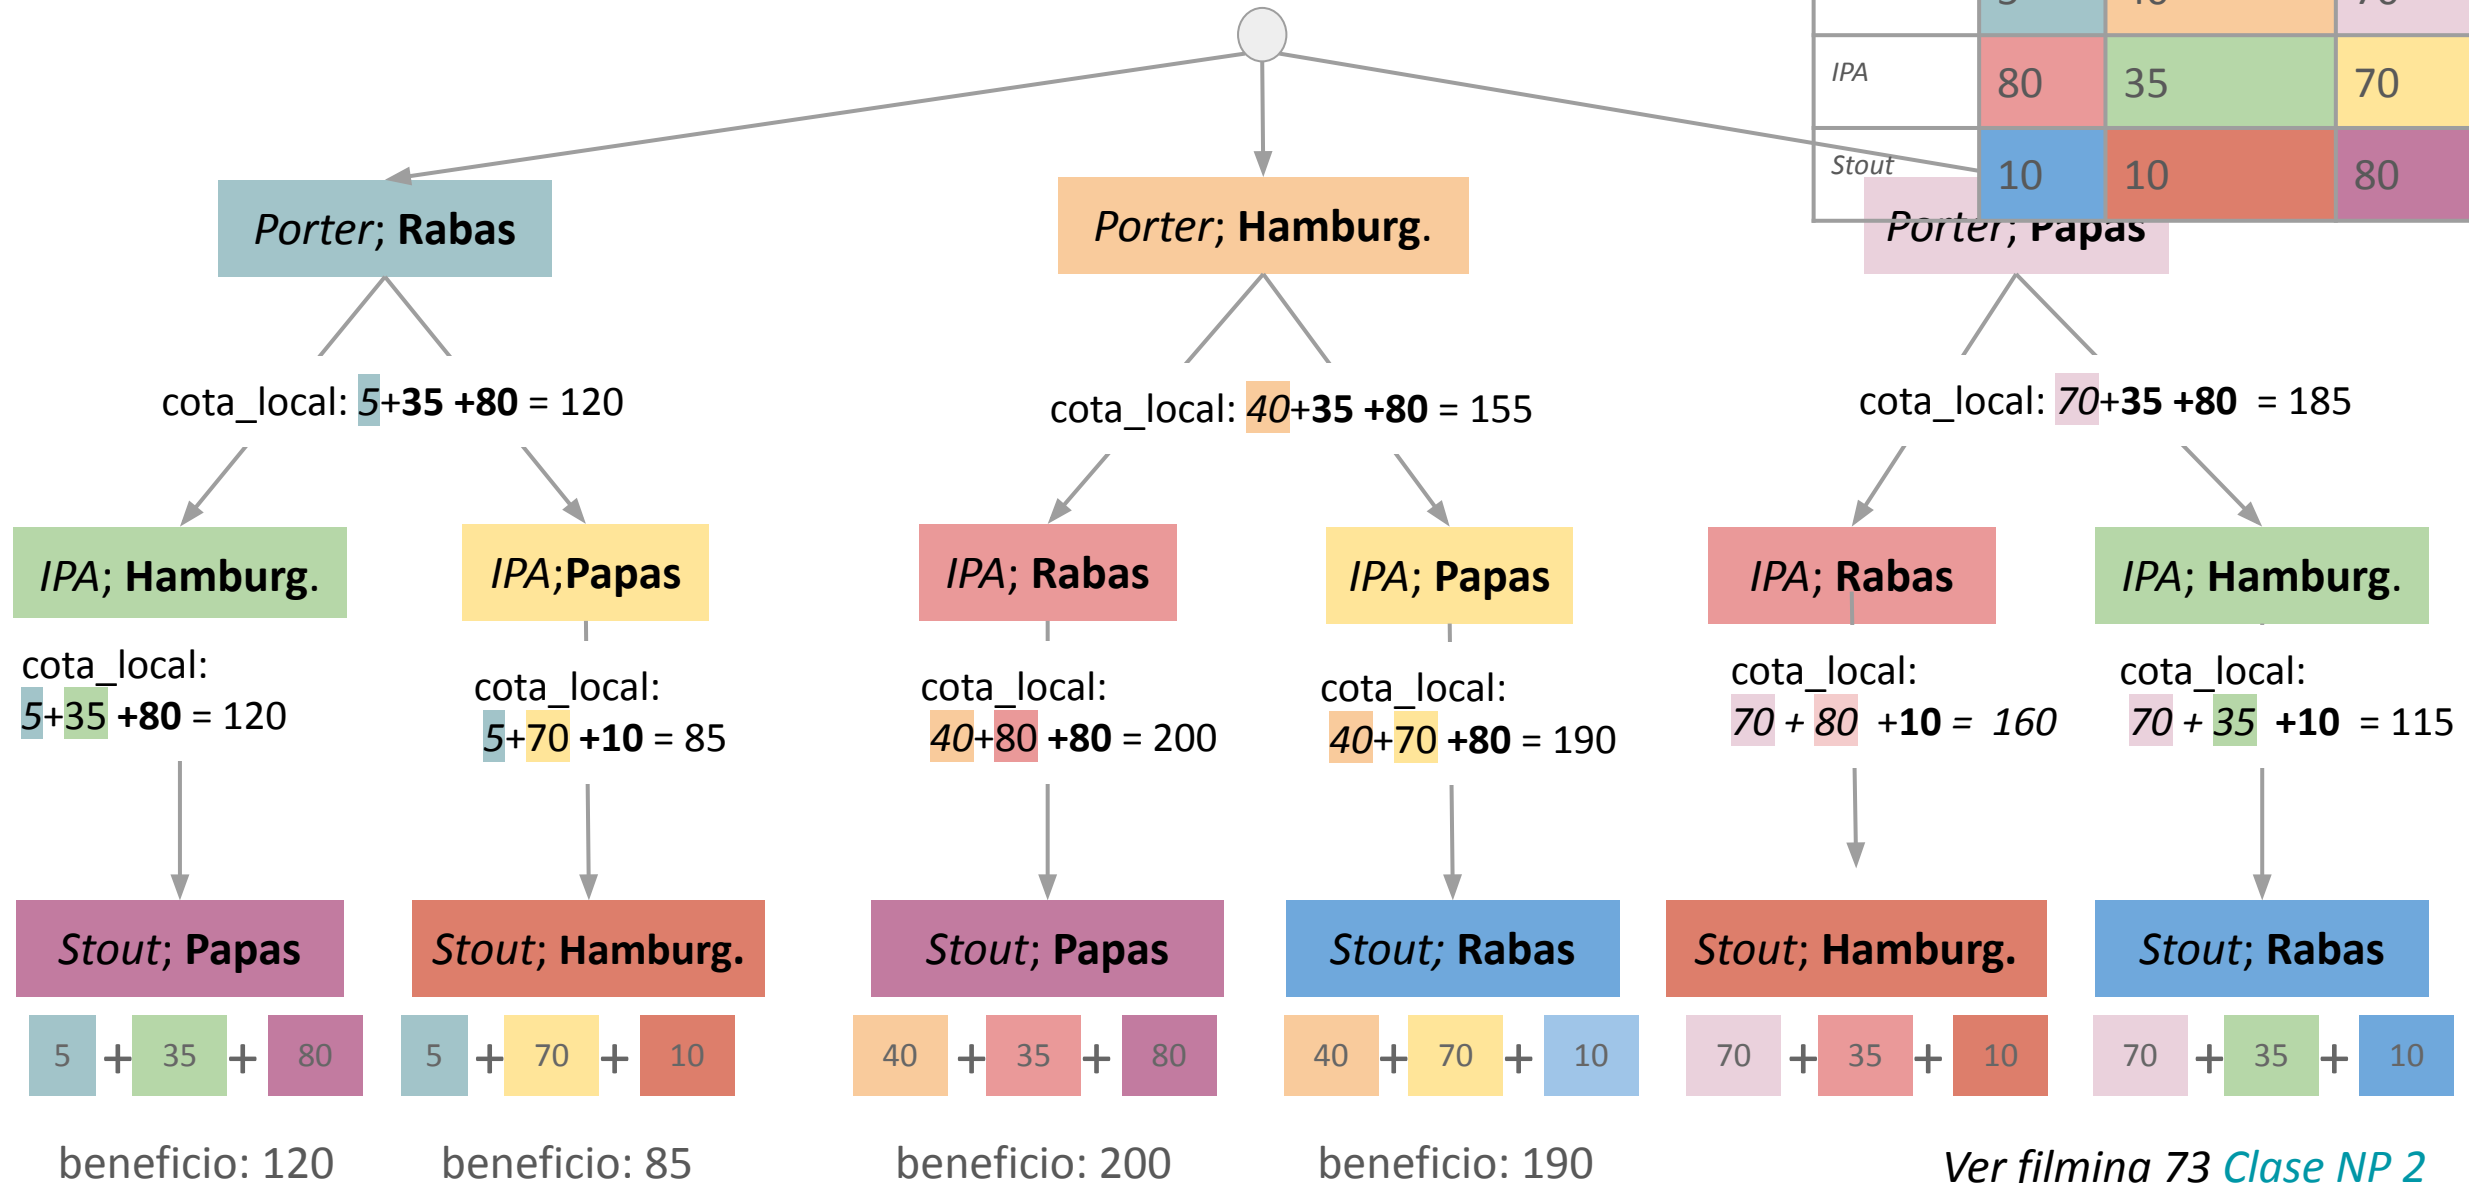 5 40 70
IPA 80 35 70
Stout 10 10 80
Porter; Rabas
Porter; Hamburg.
Porter; Papas
cota_local: 5+35 +80 = 120
cota_local: 40+35 +80 = 155
cota_local: 70+35 +80 = 185
IPA; Hamburg.
IPA;Papas
IPA; Rabas
IPA; Papas
IPA; Rabas
IPA; Hamburg.
cota_local:
5+35 +80 = 120
cota_local:
5+70 +10 = 85
cota_local:
40+80 +80 = 200
cota_local:
40+70 +80 = 190
cota_local:
70 + 80 +10 = 160
cota_local:
70 + 35 +10 = 115
Stout; Papas
Stout; Hamburg.
Stout; Papas
Stout; Rabas
Stout; Hamburg.
Stout; Rabas
5 + 35 + 80
5 + 70 + 10
40 + 35 + 80
40 + 70 + 10
70 + 35 + 10
70 + 35 + 10
beneficio: 120
beneficio: 85
beneficio: 200
beneficio: 190
Ver filmina 73 Clase NP 2